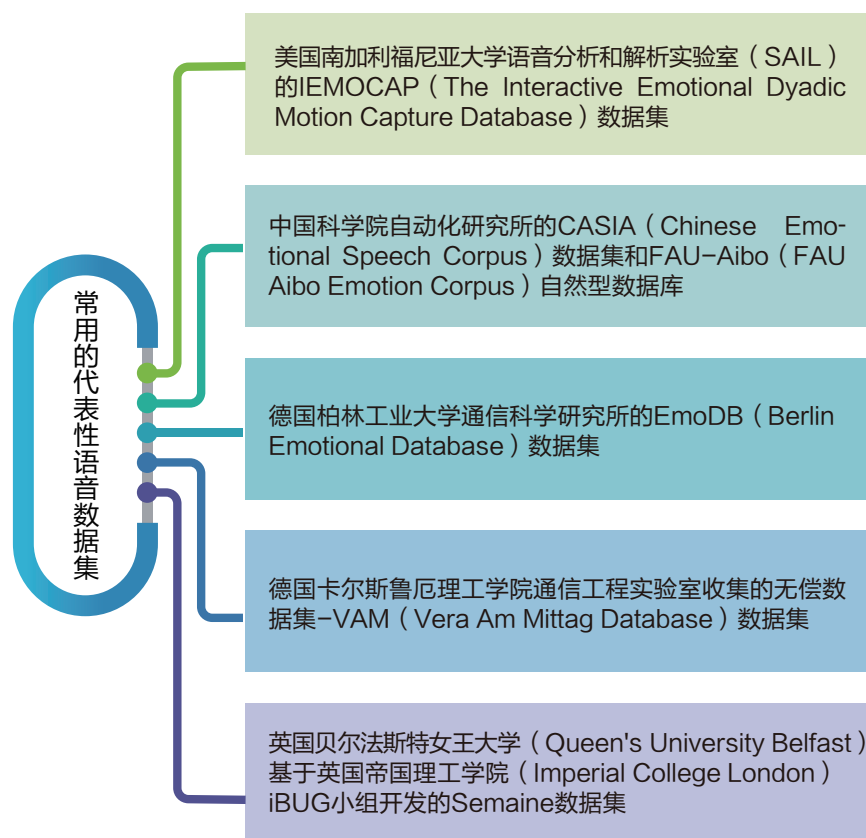 常用的代表性语音数据集
美国南加利福尼亚大学语音分析和解析实验室（SAIL）
的IEMOCAP（The Interactive Emotional Dyadic
Motion Capture Database）数据集
中国科学院自动化研究所的CASIA（Chinese Emo-
tional Speech Corpus）数据集和FAU-Aibo（FAU
Aibo Emotion Corpus）自然型数据库
德国柏林工业大学通信科学研究所的EmoDB（Berlin
Emotional Database）数据集
德国卡尔斯鲁厄理工学院通信工程实验室收集的无偿数
据集-VAM（Vera Am Mittag Database）数据集
英国贝尔法斯特女王大学（Queen's University Belfast）
基于英国帝国理工学院（Imperial College London）
iBUG小组开发的Semaine数据集